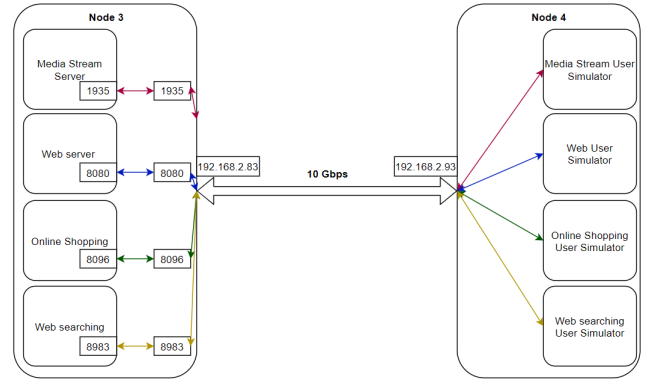 Node 3
Node 4
Media Stream
Server
1935
1935
Media Stream User
Simulator
Web server
8080
8080
192.168.2.83
10 Gbps
192.168.2.93
Web User
Simulator
Online Shopping
8096
8096
Online Shopping
User Simulator
Web searching
8983
8983
Web searching
User Simulator